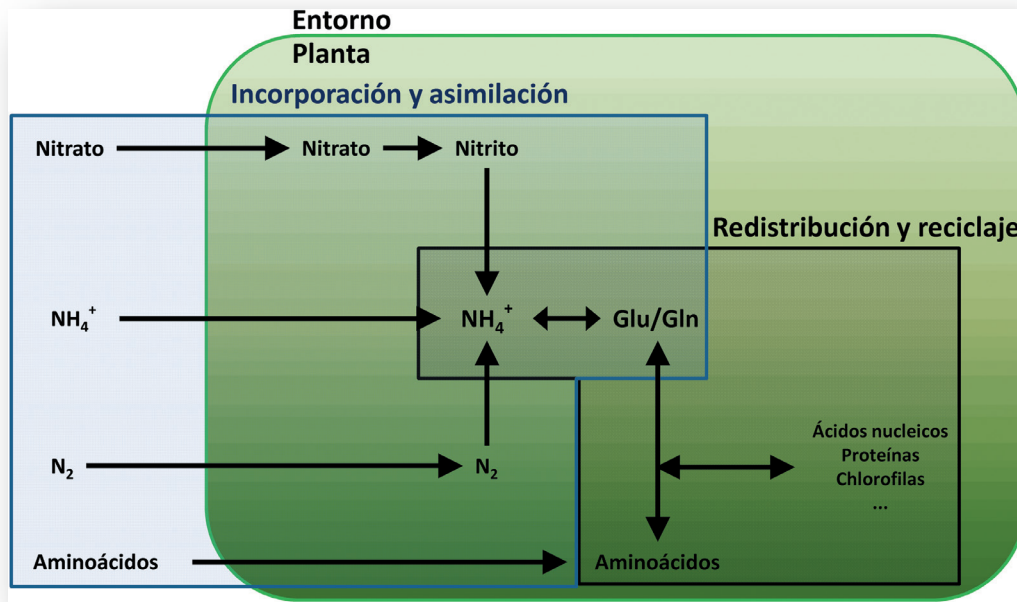 Entorno
Planta
Incorporación y asimilación
Nitrato
Nitrato
Nitrito
Redistribución y reciclaje
NH₄⁺
NH₄⁺
Glu/Gln
Ácidos nucleicos
Proteínas
Chlorofilas
...
N₂
N₂
Aminoácidos
Aminoácidos